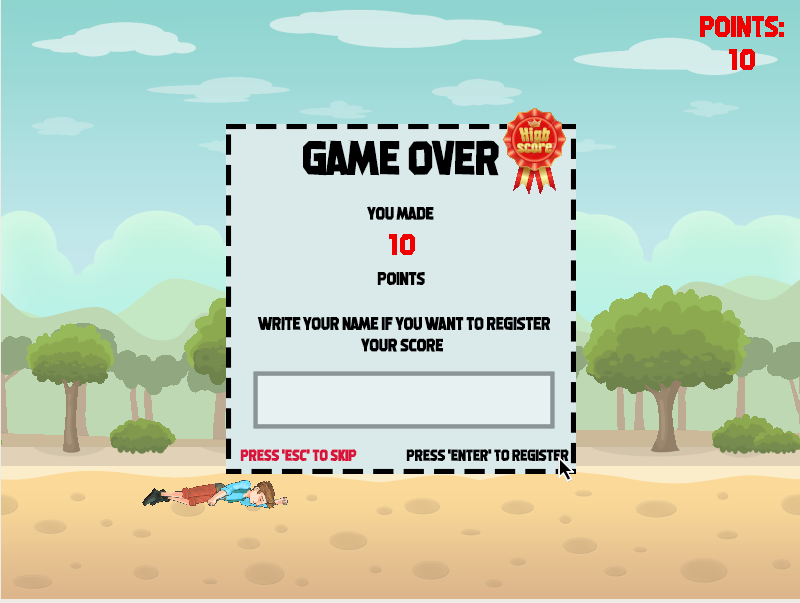 POINTS:
10
High
score
GAME OVER
YOU MADE
10
POINTS
WRITE YOUR NAME IF YOU WANT TO REGISTER
YOUR SCORE
PRESS 'ESC' TO SKIP
PRESS 'ENTER' TO REGISTER